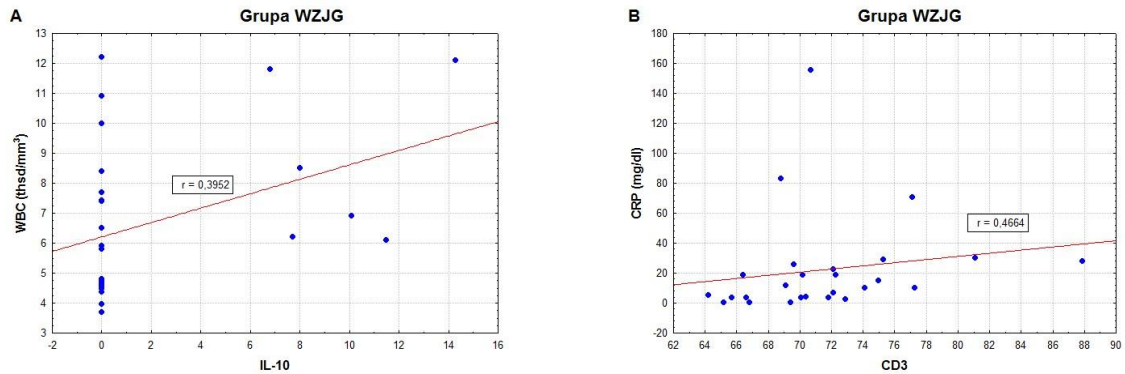 A
Grupa WZJG
WBC (thsd/mm³)
13
12
11
10
9
8
7
6
5
4
3
r = 0,3952
-2 0 2 4 6 8 10 12 14 16
IL-10
B
Grupa WZJG
CRP (mg/dl)
180
160
140
120
100
80
60
40
20
0
-20
r = 0,4664
62 64 66 68 70 72 74 76 78 80 82 84 86 88 90
CD3